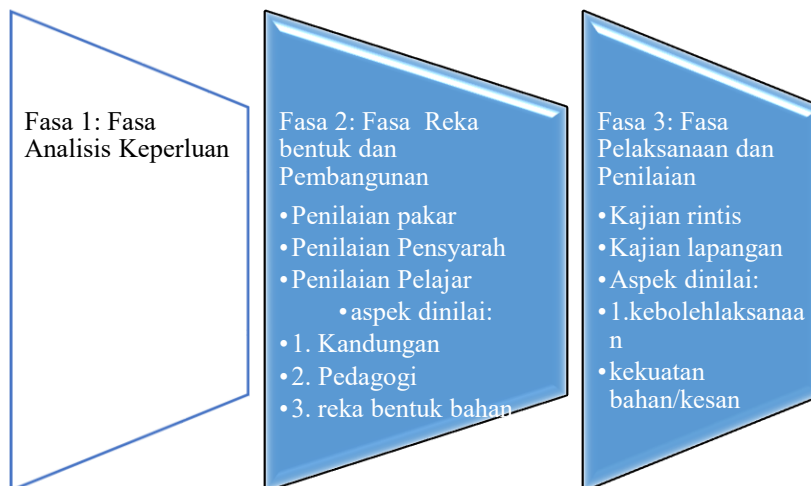 Fasa 1: Fasa
Analisis Keperluan
Fasa 2: Fasa Reka
bentuk dan
Pembangunan
•Penilaian pakar
•Penilaian Pensyarah
•Penilaian Pelajar
•aspek dinilai:
•1. Kandungan
•2. Pedagogi
•3. reka bentuk bahan
Fasa 3: Fasa
Pelaksanaan dan
Penilaian
•Kajian rintis
•Kajian lapangan
•Aspek dinilai:
•1.kebolehlaksanaa
n
•kekuatan
bahan/kesan